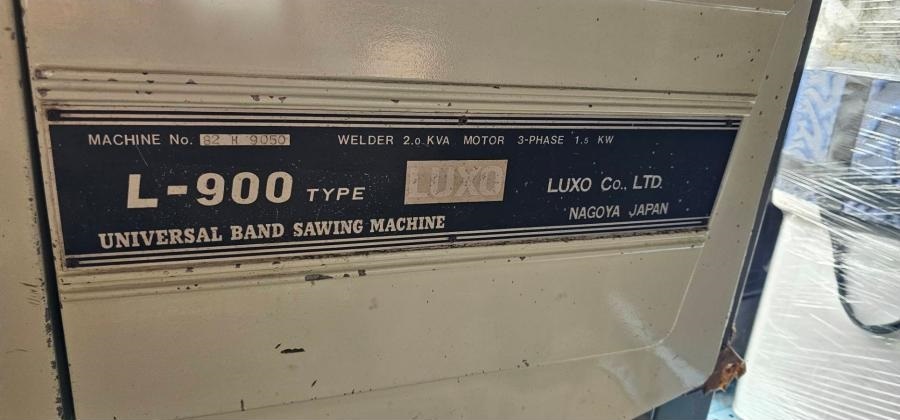 MACHINE No. 82 H 9050 WELDER 2.0 KVA MOTOR 3-PHASE 1.5 KW
L-900 TYPE LUXO LUXO Co., LTD.
NAGOYA JAPAN
UNIVERSAL BAND SAWING MACHINE